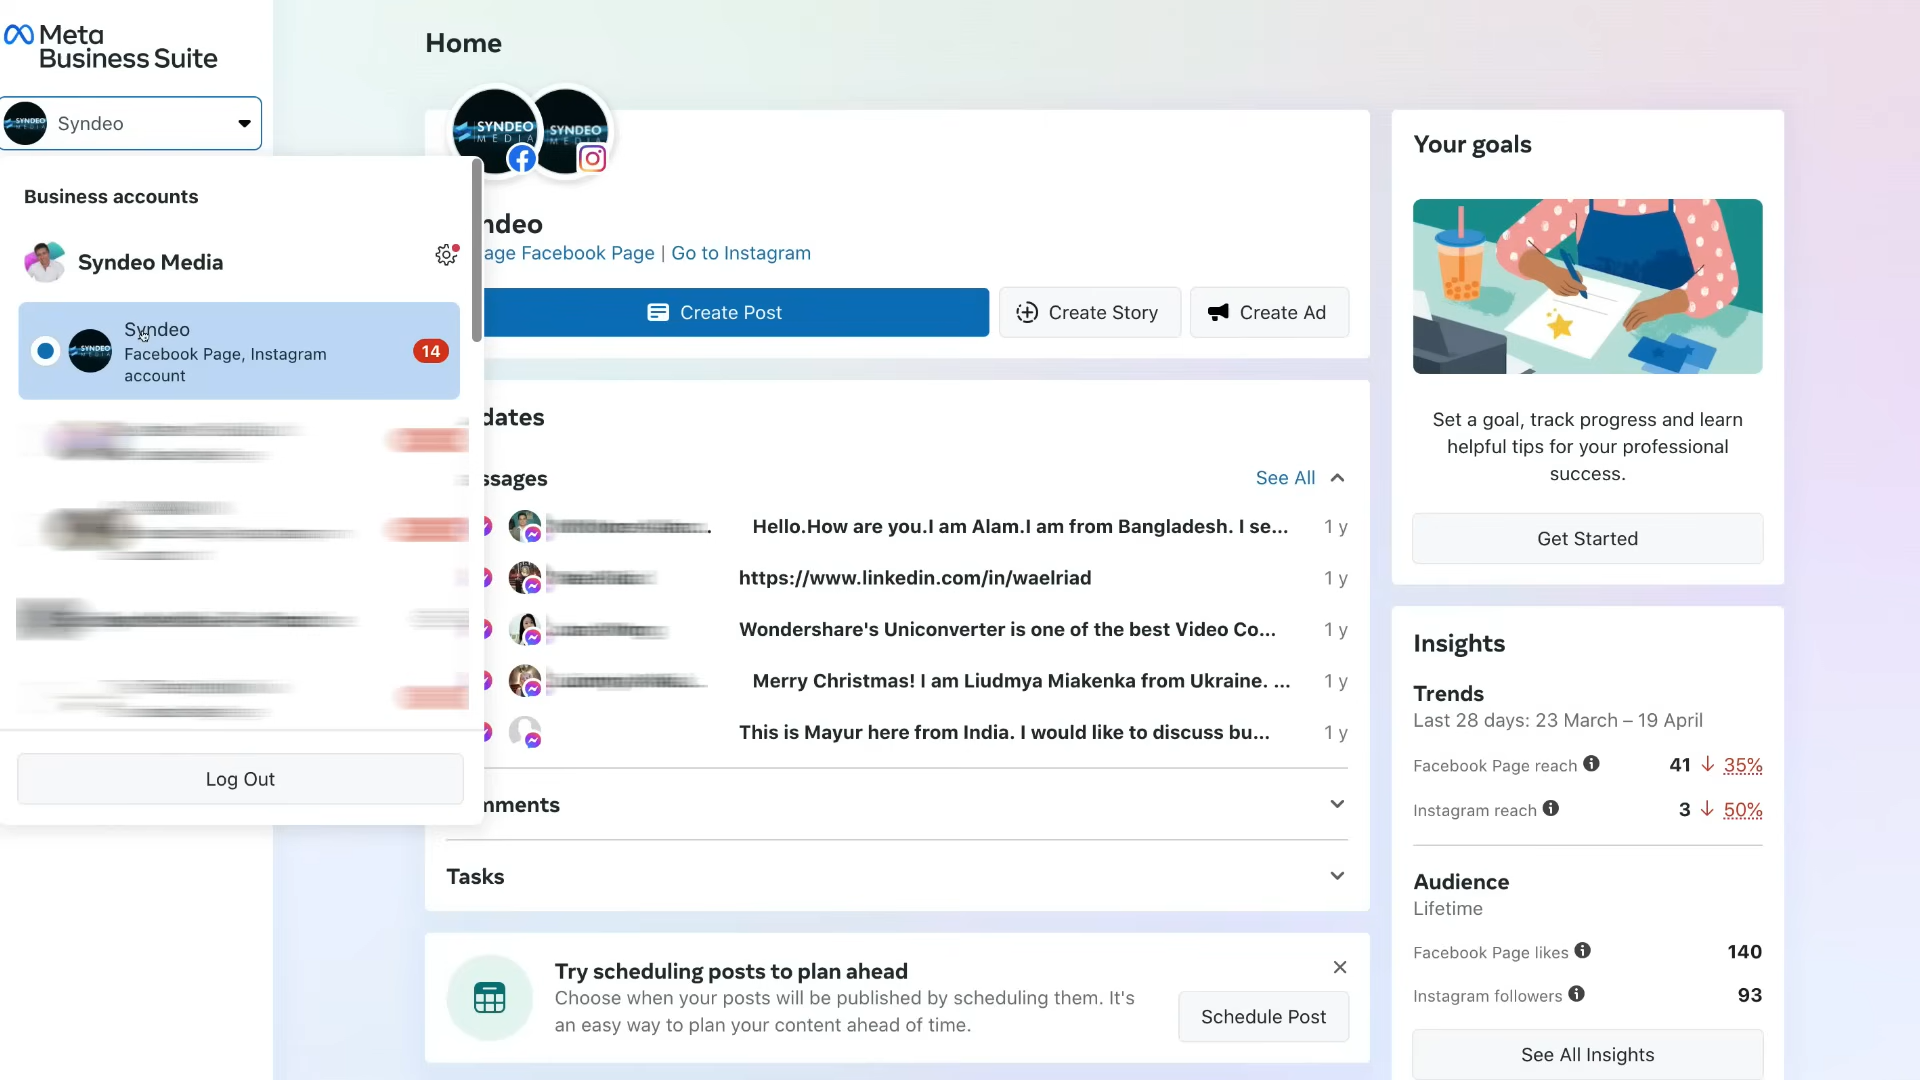 Meta
Business Suite
Syndeo
Business accounts
Syndeo Media
Syndeo
Facebook Page, Instagram
account
14
Log Out
Home
SYNDEO
MEDIA
SYNDEO
ndeo
age Facebook Page | Go to Instagram
Create Post
Create Story
Create Ad
dates
ssages
See All
Hello.How are you.I am Alam.I am from Bangladesh. I se...
1 y
https://www.linkedin.com/in/waelriad
1 y
Wondershare's Uniconverter is one of the best Video Co...
1 y
Merry Christmas! I am Liudmya Miakenka from Ukraine. ...
1 y
This is Mayur here from India. I would like to discuss bu...
1 y
mments
Tasks
Try scheduling posts to plan ahead
Choose when your posts will be published by scheduling them. It's
an easy way to plan your content ahead of time.
Schedule Post
Your goals
Set a goal, track progress and learn
helpful tips for your professional
success.
Get Started
Insights
Trends
Last 28 days: 23 March – 19 April
Facebook Page reach 41 ↓ 35%
Instagram reach 3 ↓ 50%
Audience
Lifetime
Facebook Page likes 140
Instagram followers 93
See All Insights